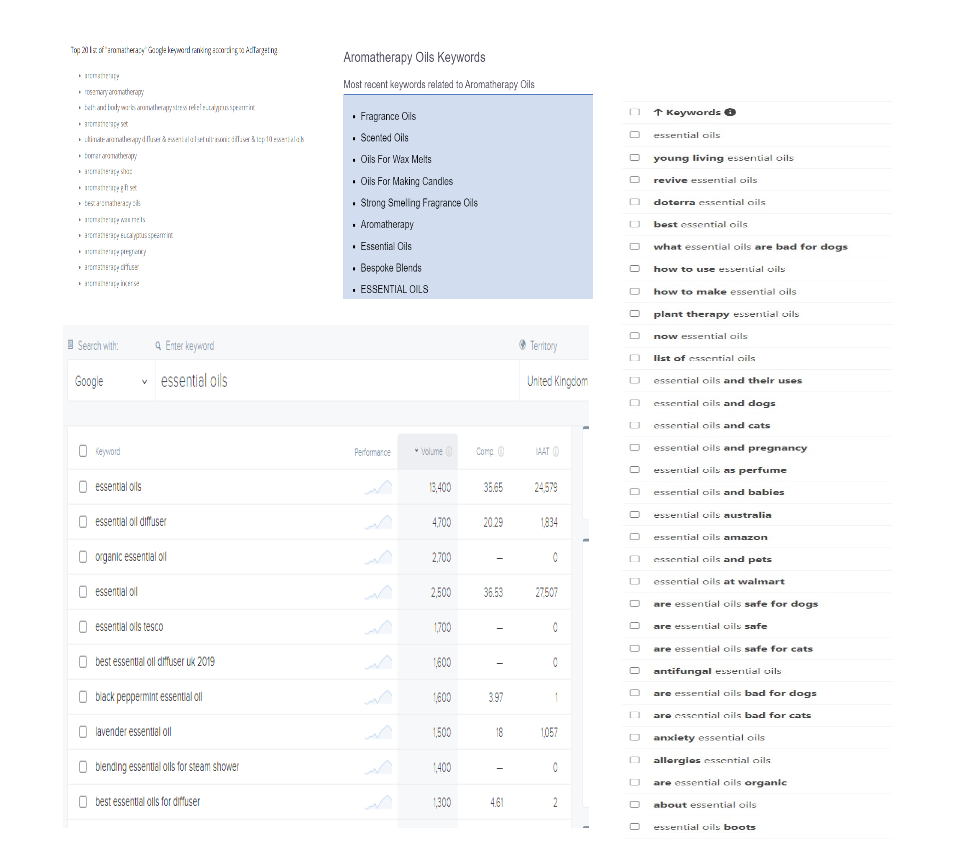 Top 20 list of "aromatherapy" Google keyword ranking according to AdTargeting
aromatherapy
rosemary aromatherapy
bath and body works aromatherapy stress relief eucalyptus spearmint
aromatherapy set
ultimate aromatherapy diffuser & essential oil set ultrasonic diffuser & top 10 essential oils
bomar aromatherapy
aromatherapy shop
aromatherapy gift set
best aromatherapy oils
aromatherapy wax melts
aromatherapy eucalyptus spearmint
aromatherapy pregnancy
aromatherapy diffuser
aromatherapy incense
Aromatherapy Oils Keywords
Most recent keywords related to Aromatherapy Oils
Fragrance Oils
Scented Oils
Oils For Wax Melts
Oils For Making Candles
Strong Smelling Fragrance Oils
Aromatherapy
Essential Oils
Bespoke Blends
ESSENTIAL OILS
Search with: Enter keyword Territory
Google essential oils United Kingdom
Keyword Performance Volume Comp. IAAT
essential oils 13,400 35.65 24,579
essential oil diffuser 4,700 20.29 1,834
organic essential oil 2,700 – 0
essential oil 2,500 36.53 27,507
essential oils tesco 1,700 – 0
best essential oil diffuser uk 2019 1,600 – 0
black peppermint essential oil 1,600 3.97 1
lavender essential oil 1,500 18 1,057
blending essential oils for steam shower 1,400 – 0
best essential oils for diffuser 1,300 4.61 2
↑ Keywords
essential oils
young living essential oils
revive essential oils
doterra essential oils
best essential oils
what essential oils are bad for dogs
how to use essential oils
how to make essential oils
plant therapy essential oils
now essential oils
list of essential oils
essential oils and their uses
essential oils and dogs
essential oils and cats
essential oils and pregnancy
essential oils as perfume
essential oils and babies
essential oils australia
essential oils amazon
essential oils and pets
essential oils at walmart
are essential oils safe for dogs
are essential oils safe
are essential oils safe for cats
antifungal essential oils
are essential oils bad for dogs
are essential oils bad for cats
anxiety essential oils
allergies essential oils
are essential oils organic
about essential oils
essential oils boots